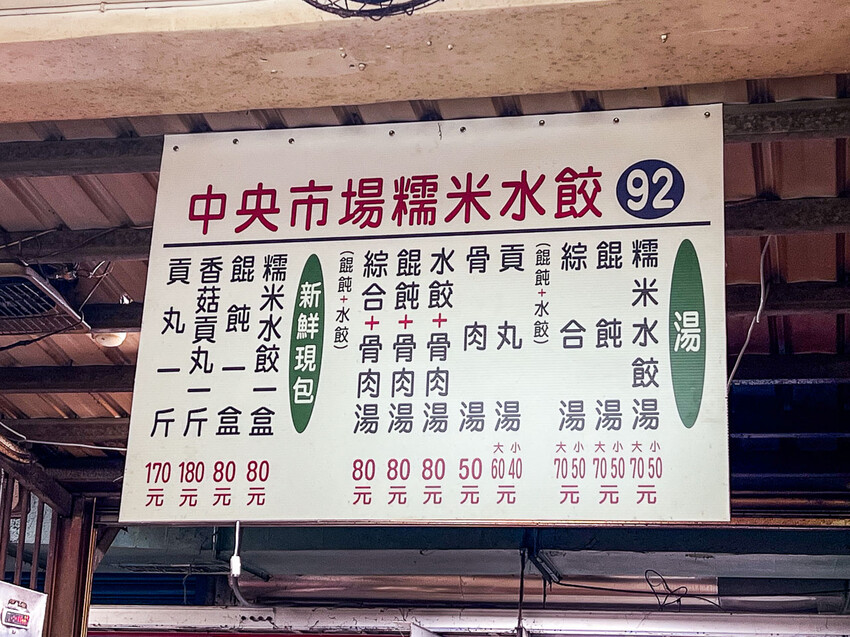 中央市場糯米水餃 92
湯
糯米水餃湯 大70 小50元
餛飩湯 大70 小50元
綜合湯 大70 小50元
(餛飩+水餃)
貢丸湯 大60 小40元
骨肉湯 50元
水餃+骨肉湯 80元
餛飩+骨肉湯 80元
綜合+骨肉湯 80元
(餛飩+水餃)
新鮮現包
糯米水餃一盒 80元
餛飩一盒 80元
香菇貢丸一斤 180元
貢丸一斤 170元